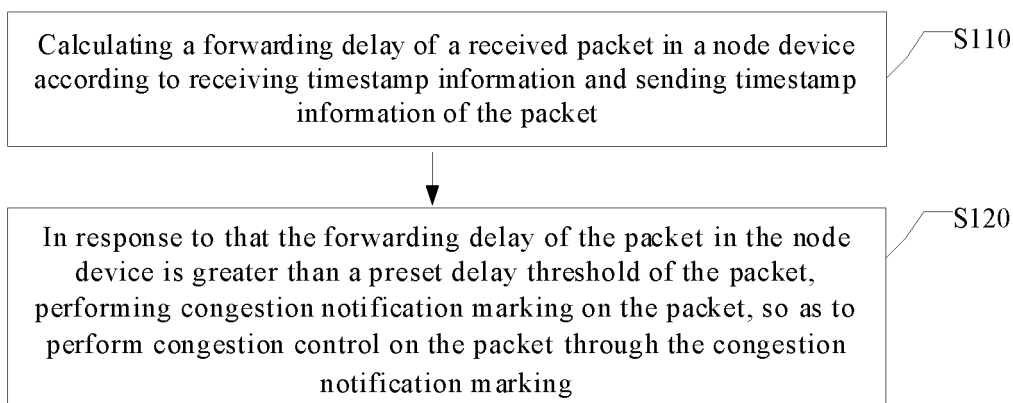 Calculating a forwarding delay of a received packet in a node device
according to receiving timestamp information and sending timestamp
information of the packet
S110
In response to that the forwarding delay of the packet in the node
device is greater than a preset delay threshold of the packet,
performing congestion notification marking on the packet, so as to
perform congestion control on the packet through the congestion
notification marking
S120